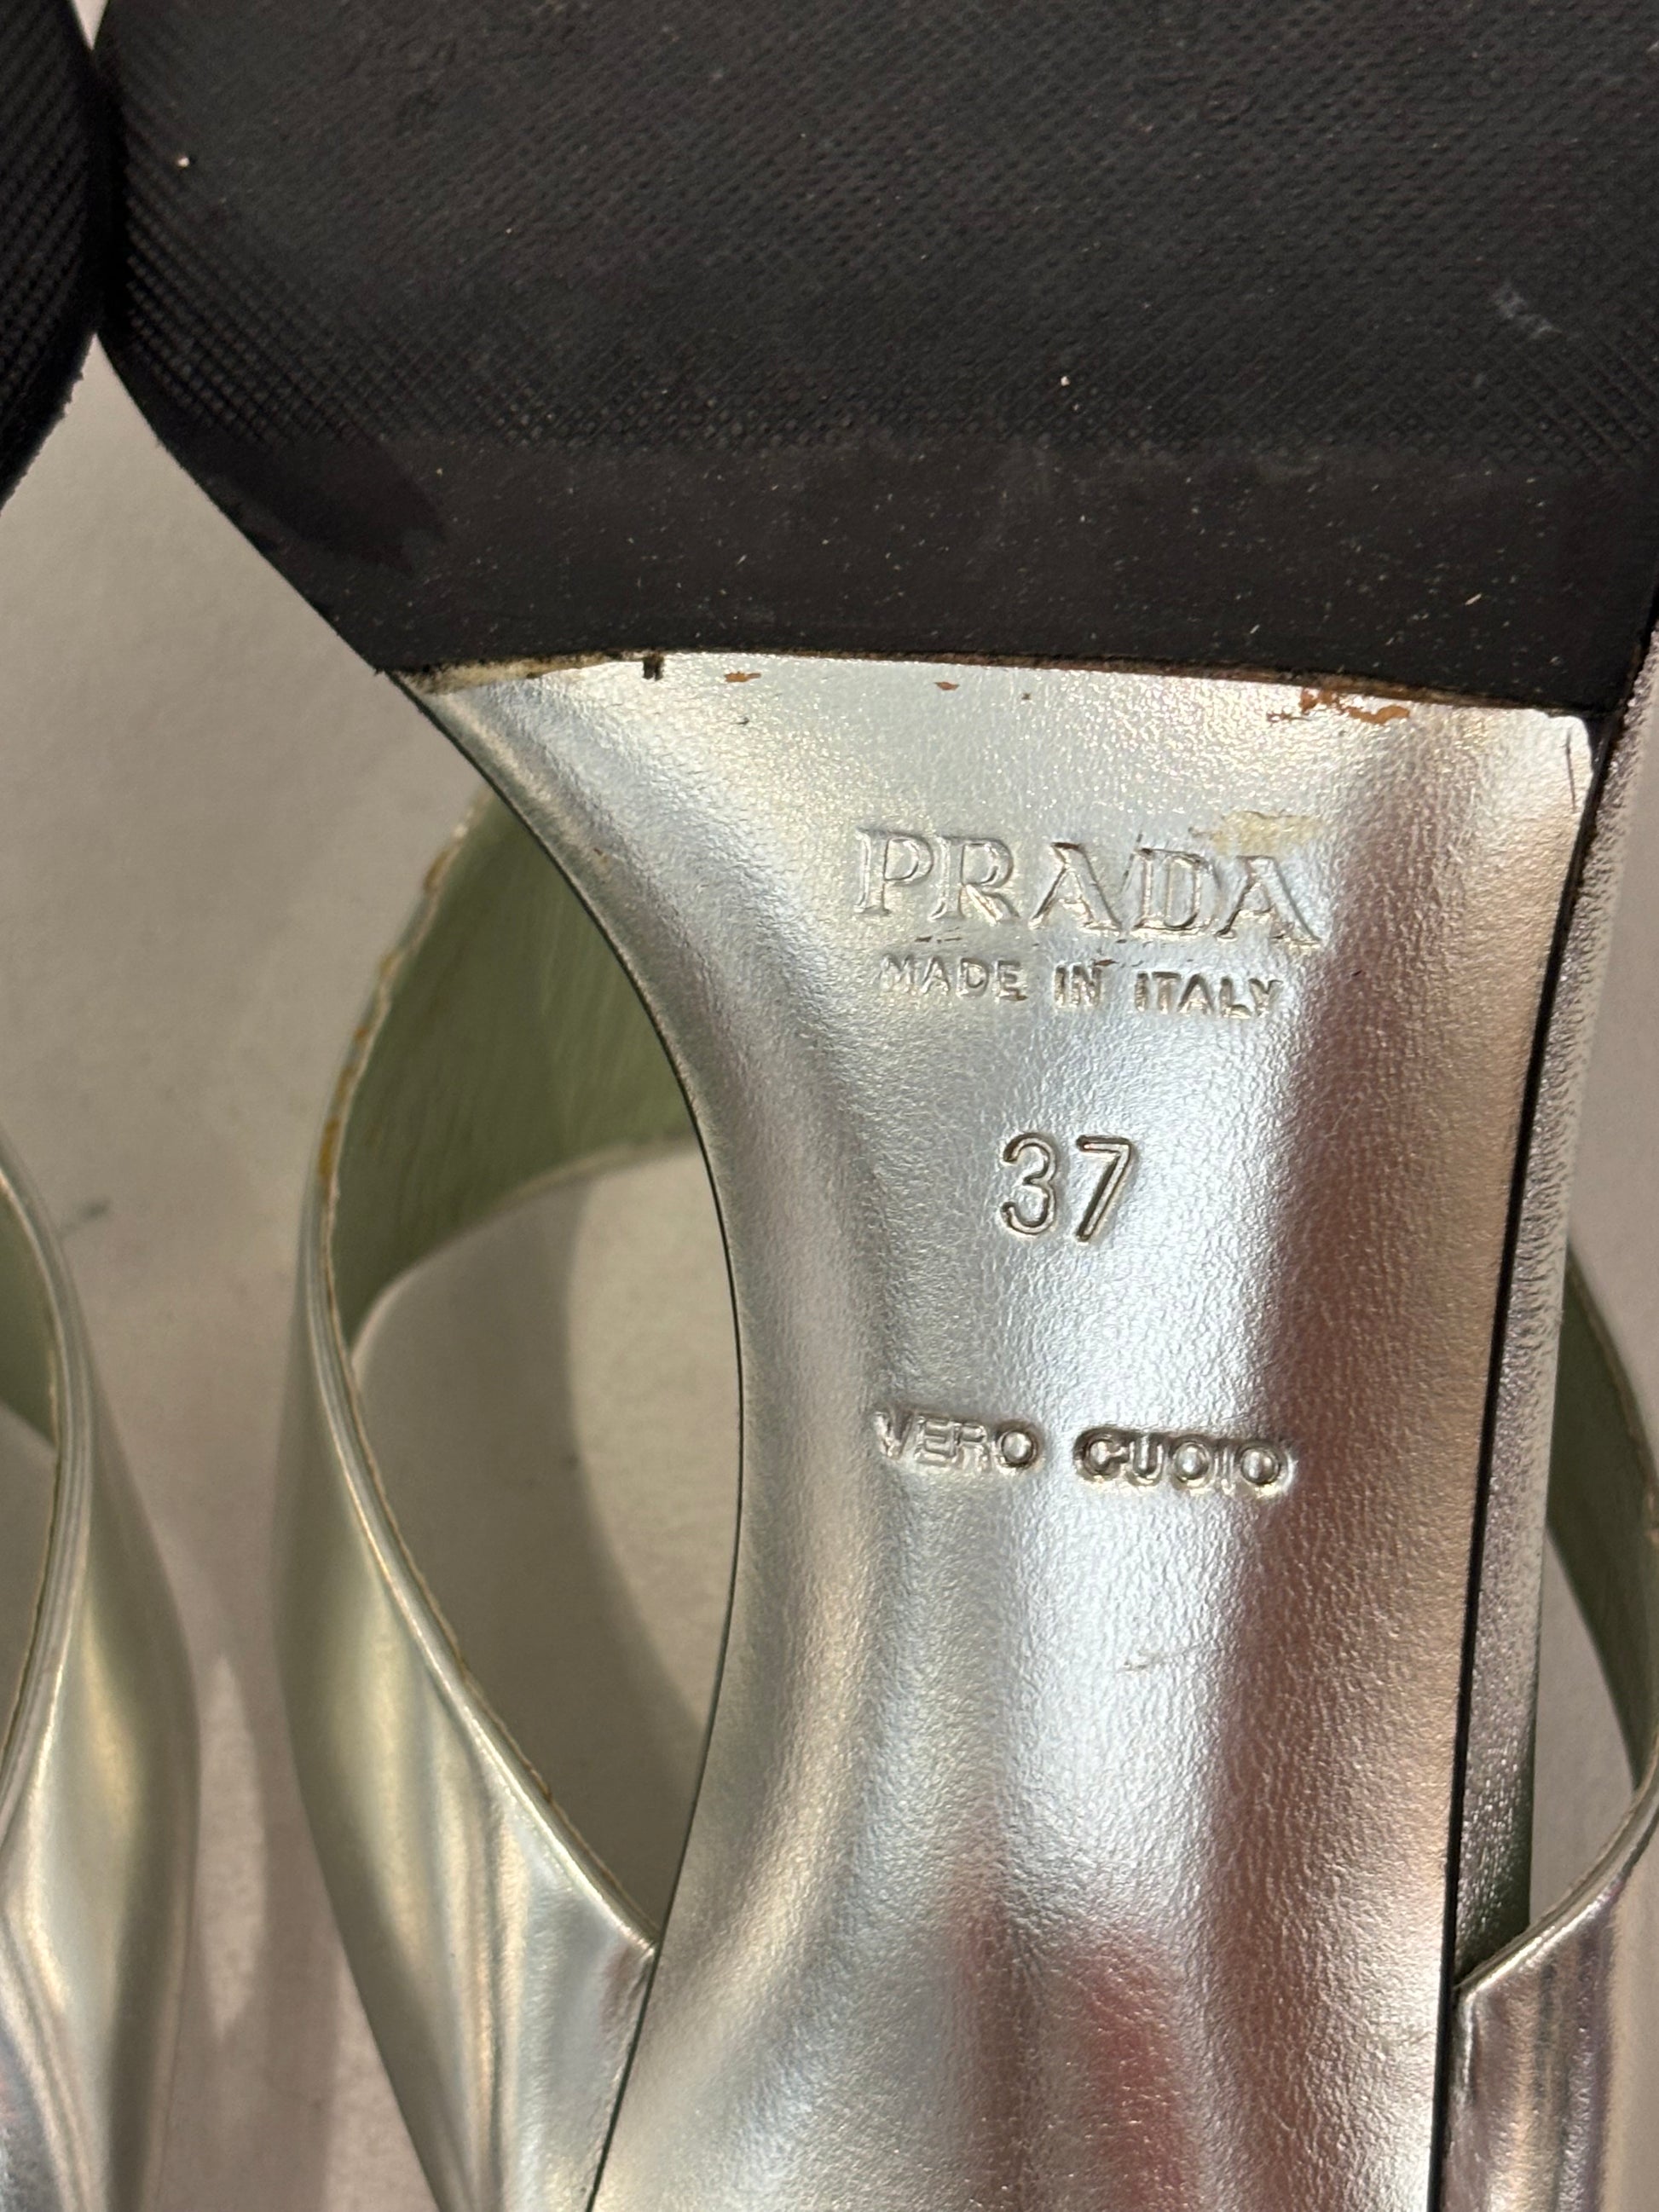 PRADA
MADE IN ITALY
37
VERO CUOIO